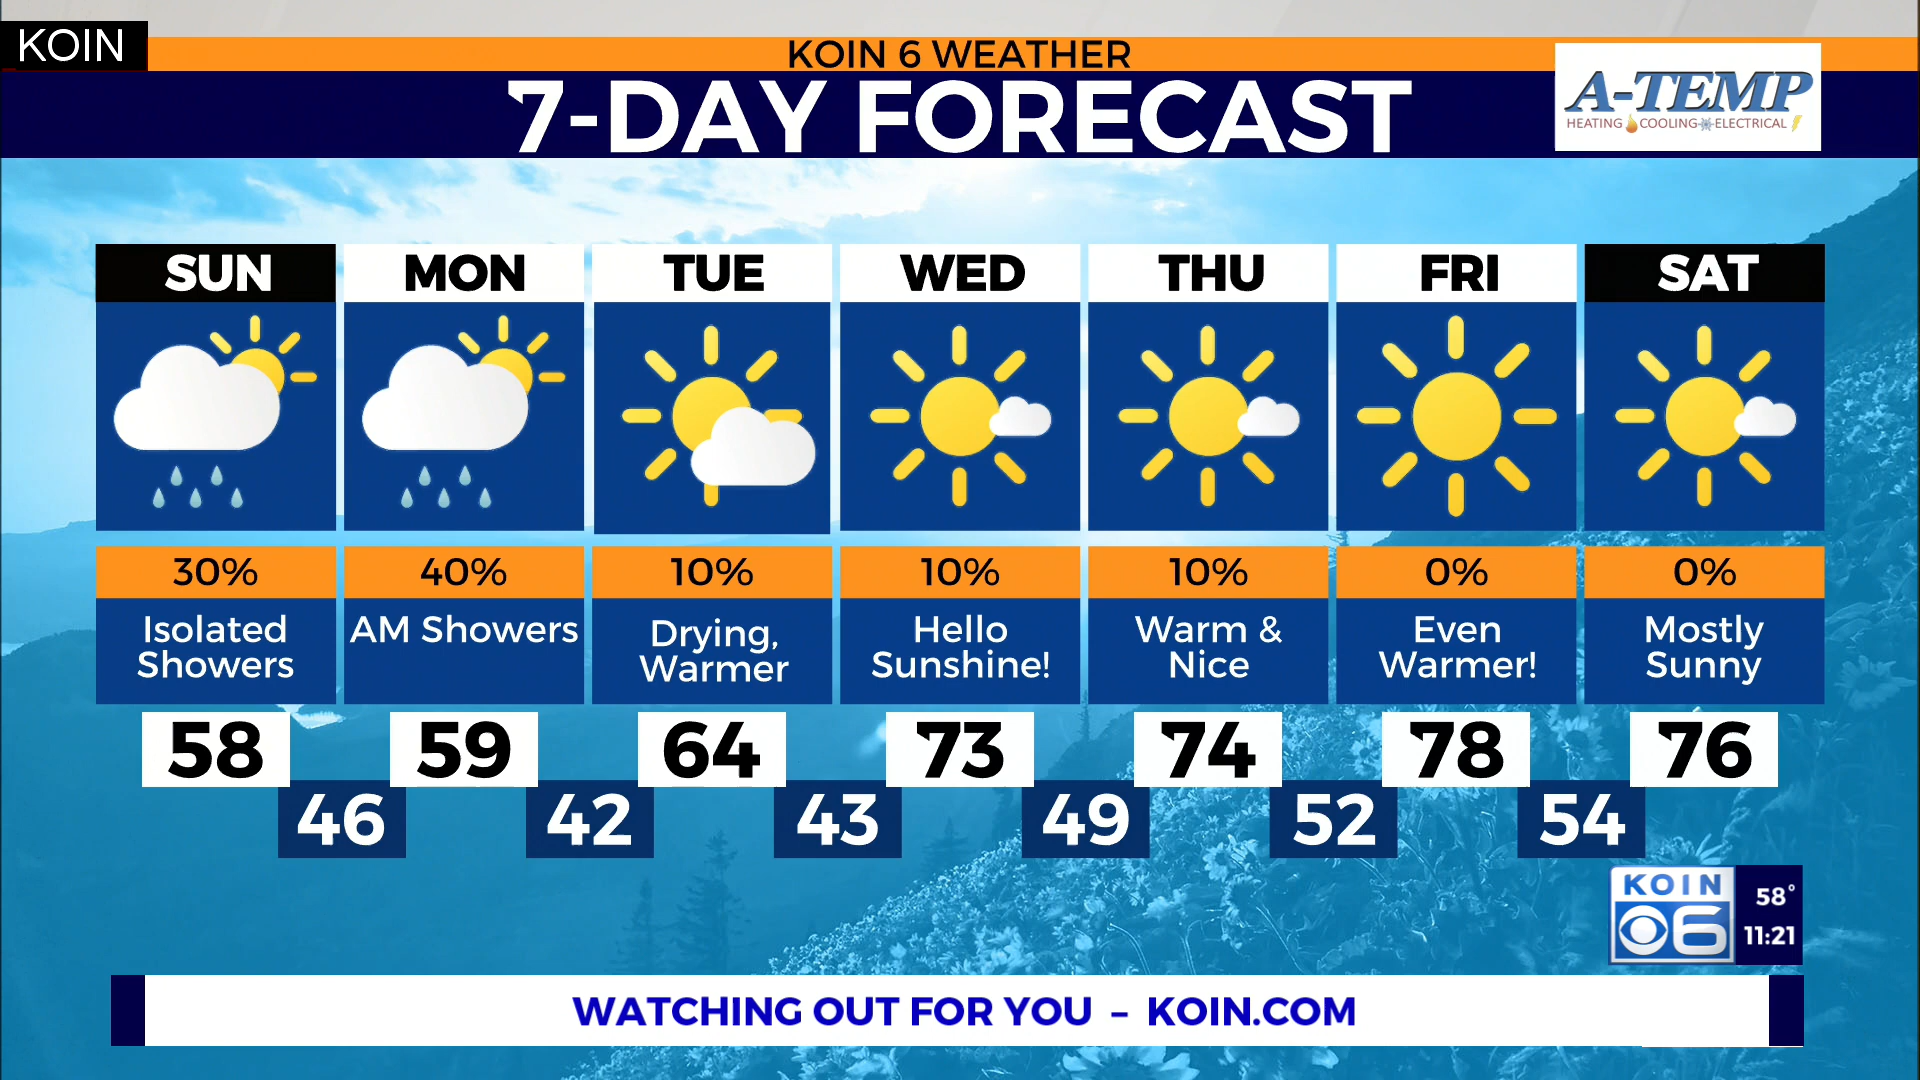 KOIN
KOIN 6 WEATHER
7-DAY FORECAST
A-TEMP
HEATING COOLING ELECTRICAL
SUN MON TUE WED THU FRI SAT
30% 40% 10% 10% 10% 0% 0%
Isolated Showers
AM Showers
Drying, Warmer
Hello Sunshine!
Warm & Nice
Even Warmer!
Mostly Sunny
58 59 64 73 74 78 76
46 42 43 49 52 54
KOIN 6
58°
11:21
WATCHING OUT FOR YOU – KOIN.COM